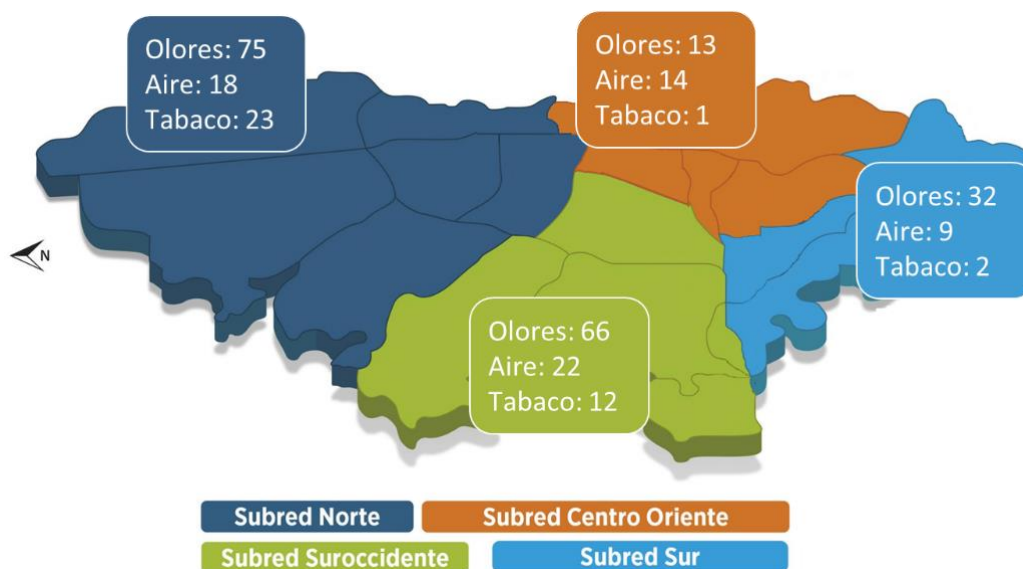 Olores: 75
Aire: 18
Tabaco: 23
Olores: 13
Aire: 14
Tabaco: 1
Olores: 32
Aire: 9
Tabaco: 2
N
Olores: 66
Aire: 22
Tabaco: 12
Subred Norte
Subred Centro Oriente
Subred Suroccidente
Subred Sur